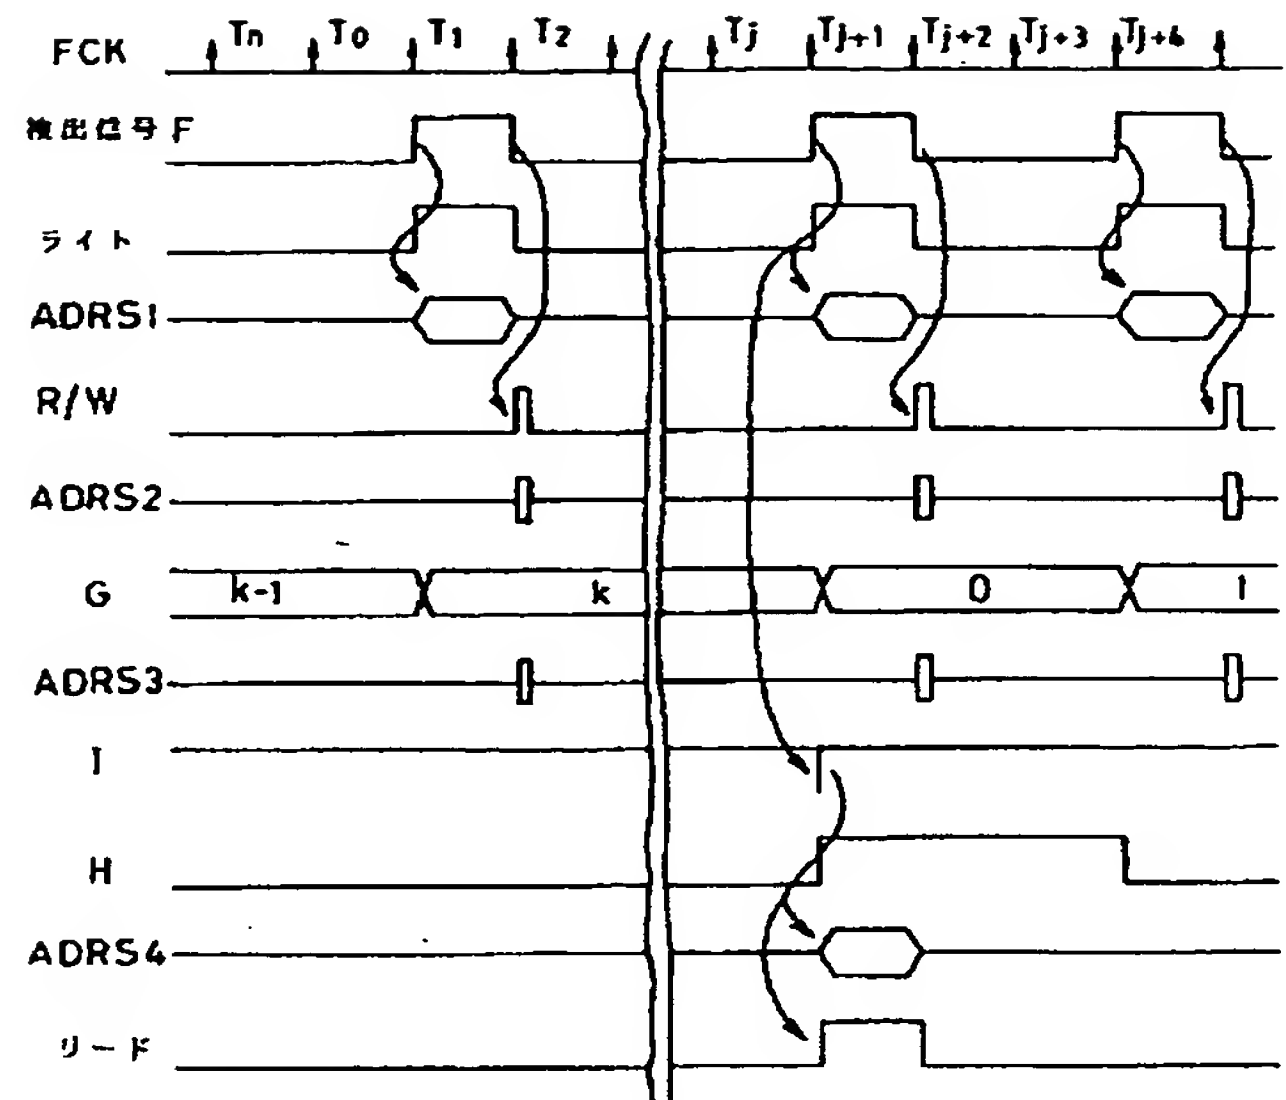 FCK Tn T0 T1 T2 Tj Tj+1 Tj+2 Tj+3 Tj+4
検出信号 F
ライト
ADRS1
R/W
ADRS2
G k-1 k 0 1
ADRS3
I
H
ADRS4
リード